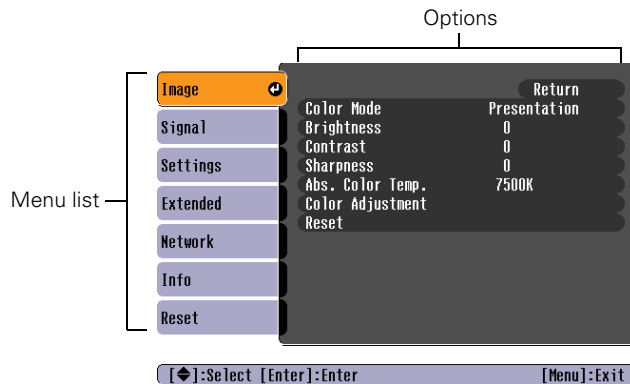 Options
Menu list
Image
Signal
Settings
Extended
Network
Info
Reset
Return
Color Mode Presentation
Brightness 0
Contrast 0
Sharpness 0
Abs. Color Temp. 7500K
Color Adjustment
Reset
[◆]:Select [Enter]:Enter [Menu]:Exit